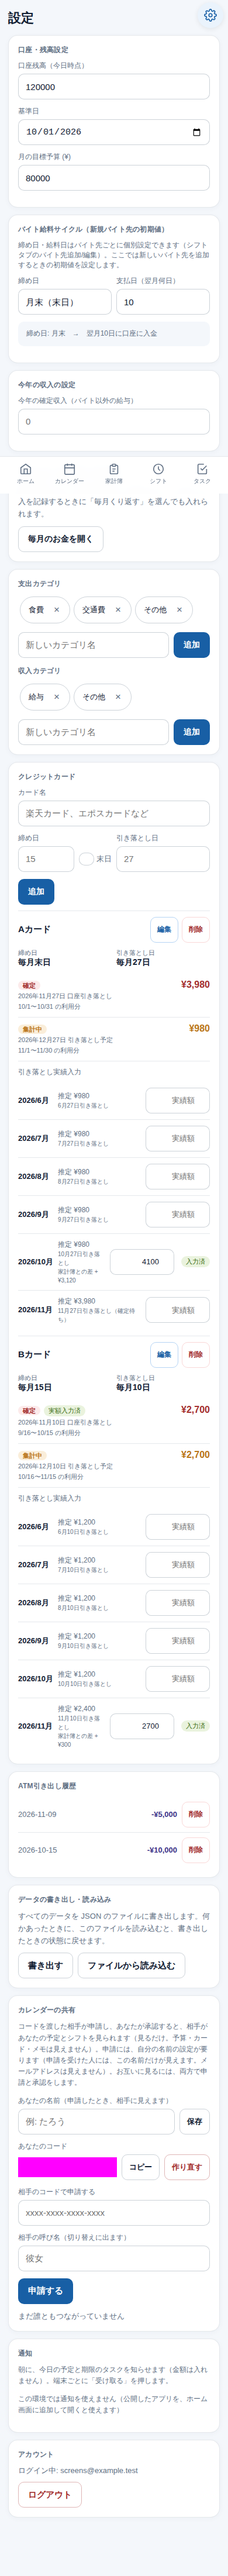 設定
口座・残高設定
口座残高（今日時点）
120000
基準日
10/01/2026
月の目標予算 (¥)
80000
バイト給料サイクル（新規バイト先の初期値）
締め日・給料日はバイト先ごとに個別設定できます（シフト
タブのバイト先追加/編集）。ここでは新しいバイト先を追加
するときの初期値を設定します。
締め日
支払日（翌月何日）
月末（末日）
10
締め日: 月末 → 翌月10日に口座に入金
今年の収入の設定
今年の確定収入（バイト以外の給与）
0
ホーム
カレンダー
家計簿
シフト
タスク
入を記録するときに「毎月くり返す」を選んでも入れら
れます。
毎月のお金を開く
支出カテゴリ
食費 ×
交通費 ×
その他 ×
新しいカテゴリ名
追加
収入カテゴリ
給与 ×
その他 ×
新しいカテゴリ名
追加
クレジットカード
カード名
楽天カード、エポスカードなど
締め日
引き落とし日
15
末日
27
追加
Aカード
編集
削除
締め日
引き落とし日
毎月末日
毎月27日
確定
¥3,980
2026年11月27日 口座引き落とし
10/1〜10/31 の利用分
集計中
¥980
2026年12月27日 引き落とし予定
11/1〜11/30 の利用分
引き落とし実績入力
2026/6月
推定 ¥980
6月27日引き落とし
実績額
2026/7月
推定 ¥980
7月27日引き落とし
実績額
2026/8月
推定 ¥980
8月27日引き落とし
実績額
2026/9月
推定 ¥980
9月27日引き落とし
実績額
2026/10月
推定 ¥980
10月27日引き落
とし
家計簿との差 +
¥3,120
4100
入力済
2026/11月
推定 ¥3,980
11月27日引き落とし（確定待
ち）
実績額
Bカード
編集
削除
締め日
引き落とし日
毎月15日
毎月10日
確定
実額入力済
¥2,700
2026年11月10日 口座引き落とし
9/16〜10/15 の利用分
集計中
¥2,700
2026年12月10日 引き落とし予定
10/16〜11/15 の利用分
引き落とし実績入力
2026/6月
推定 ¥1,200
6月10日引き落とし
実績額
2026/7月
推定 ¥1,200
7月10日引き落とし
実績額
2026/8月
推定 ¥1,200
8月10日引き落とし
実績額
2026/9月
推定 ¥1,200
9月10日引き落とし
実績額
2026/10月
推定 ¥1,200
10月10日引き落とし
実績額
2026/11月
推定 ¥2,400
11月10日引き落
とし
家計簿との差 +
¥300
2700
入力済
ATM引き出し履歴
2026-11-09
-¥5,000
削除
2026-10-15
-¥10,000
削除
データの書き出し・読み込み
すべてのデータを JSON のファイルに書き出します。何
かあったときに、このファイルを読み込むと、書き出し
たときの状態に戻せます。
書き出す
ファイルから読み込む
カレンダーの共有
コードを渡した相手が申請し、あなたが承認すると、相手が
あなたの予定とシフトを見られます（見るだけ。予算・カー
ド・メモは見えません）。申請には、自分の名前の設定が要
ります（申請を受けた人には、この名前だけが見えます。メ
ールアドレスは見えません）。お互いに見るには、両方で申
請と承認をします。
あなたの名前（申請したとき、相手に見えます）
例: たろう
保存
あなたのコード
コピー
作り直す
相手のコードで申請する
xxxx-xxxx-xxxx-xxxx
相手の呼び名（切り替えに出ます）
彼女
申請する
まだ誰ともつながっていません
通知
朝に、今日の予定と期限のタスクを知らせます（金額は入れ
ません）。端末ごとに「受け取る」を押します。
この環境では通知を使えません（公開したアプリを、ホーム
画面に追加して開くと使えます）
アカウント
ログイン中: screens@example.test
ログアウト